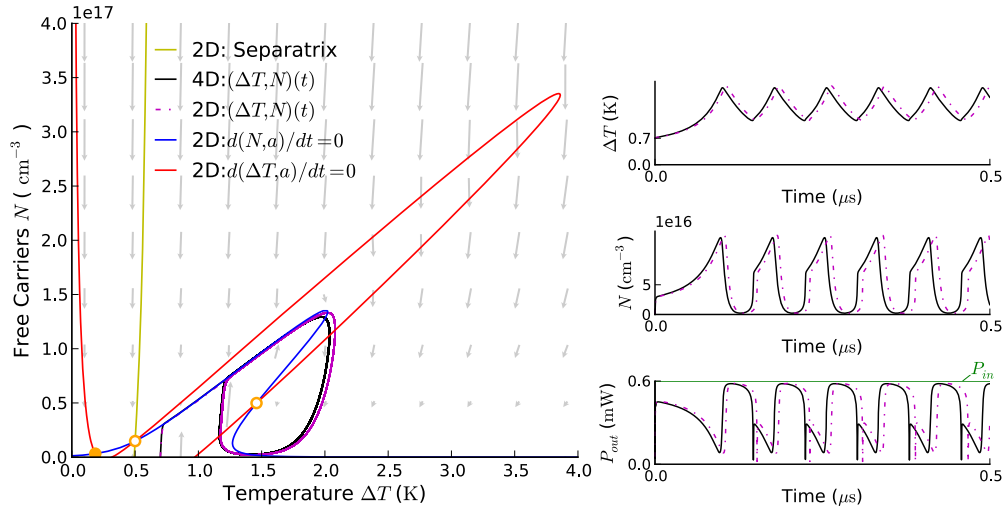 1e17
4.0
3.5
3.0
2.5
2.0
1.5
1.0
0.5
0.0
Free Carriers N ( cm⁻³ )
2D: Separatrix
4D:(ΔT,N)(t)
2D:(ΔT,N)(t)
2D:d(N,a)/dt=0
2D:d(ΔT,a)/dt=0
0.0 0.5 1.0 1.5 2.0 2.5 3.0 3.5 4.0
Temperature ΔT (K)
ΔT (K)
0.7
0.0
0.0 0.5
Time (μs)
1e16
N (cm⁻³)
5
0.0
0.0 0.5
Time (μs)
P_in
P_out (mW)
0.6
0.0
0.0 0.5
Time (μs)